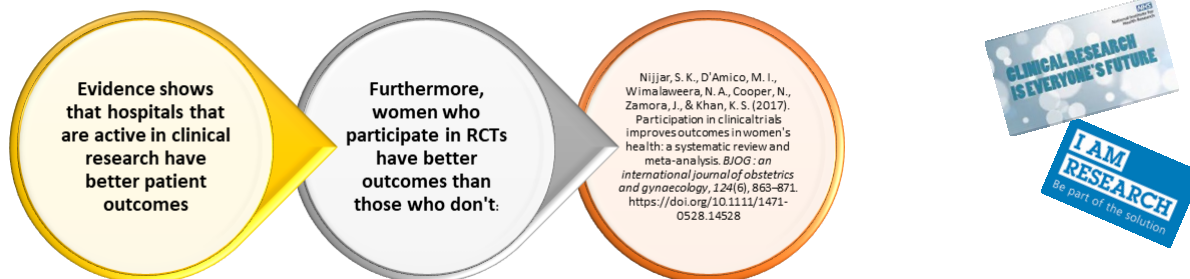 Evidence shows
that hospitals that
are active in clinical
research have
better patient
outcomes
Furthermore,
women who
participate in RCTs
have better
outcomes than
those who don't:
Nijjar, S. K., D'Amico, M. I.,
Wimalaweera, N. A., Cooper, N.,
Zamora, J., & Khan, K. S. (2017).
Participation in clinical trials
improves outcomes in women's
health: a systematic review and
meta-analysis. BJOG : an
international journal of obstetrics
and gynaecology, 124(6), 863–871.
https://doi.org/10.1111/1471-
0528.14528
NHS
National Institute for
Health Research
CLINICAL RESEARCH
IS EVERYONE'S FUTURE
I AM
RESEARCH
Be part of the solution